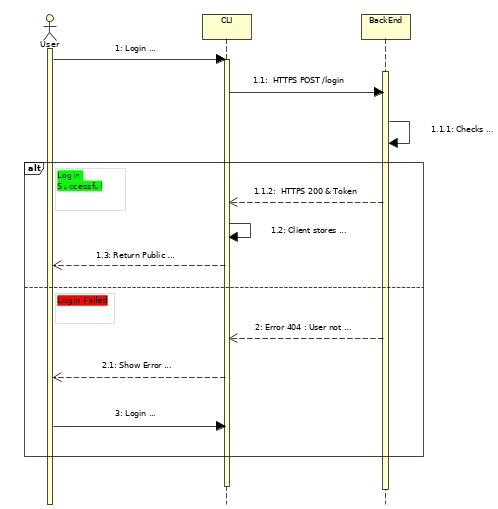 CLI
BackEnd
User
1: Login ...
1.1: HTTPS POST /login
1.1.1: Checks ...
alt
Login
Successful
1.1.2: HTTPS 200 & Token
1.2: Client stores ...
1.3: Return Public ...
Login Failed
2: Error 404 : User not ...
2.1: Show Error ...
3: Login ...